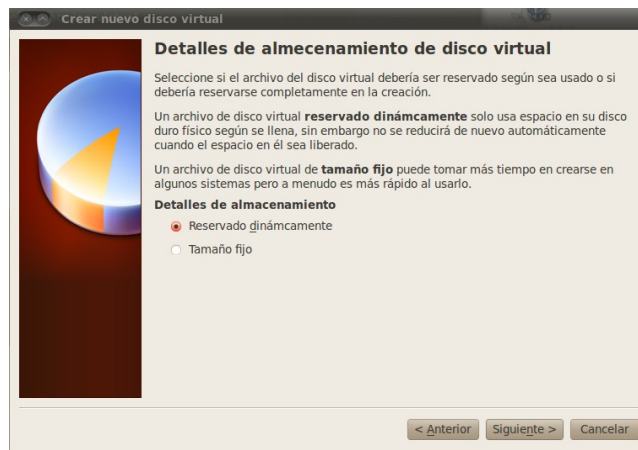 Crear nuevo disco virtual
Detalles de almecenamiento de disco virtual
Seleccione si el archivo del disco virtual debería ser reservado según sea usado o si
debería reservarse completamente en la creación.
Un archivo de disco virtual reservado dinámcamente solo usa espacio en su disco
duro físico según se llena, sin embargo no se reducirá de nuevo automáticamente
cuando el espacio en él sea liberado.
Un archivo de disco virtual de tamaño fijo puede tomar más tiempo en crearse en
algunos sistemas pero a menudo es más rápido al usarlo.
Detalles de almacenamiento
Reservado dinámcamente
Tamaño fijo
< Anterior Siguiente > Cancelar